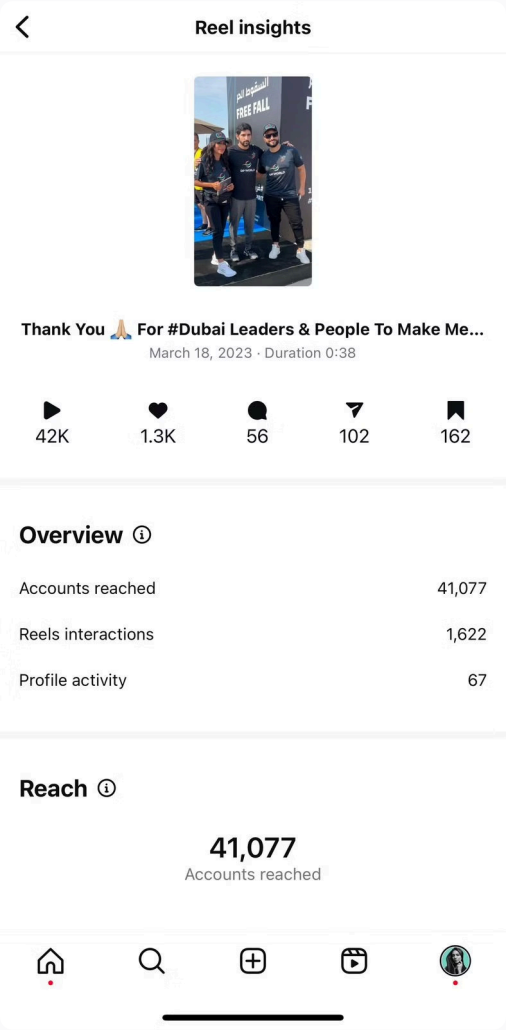 Reel insights
السقوط الحر
FREE FALL
Thank You 🙏🏼 For #Dubai Leaders & People To Make Me...
March 18, 2023 · Duration 0:38
42K 1.3K 56 102 162
Overview
Accounts reached 41,077
Reels interactions 1,622
Profile activity 67
Reach
41,077
Accounts reached